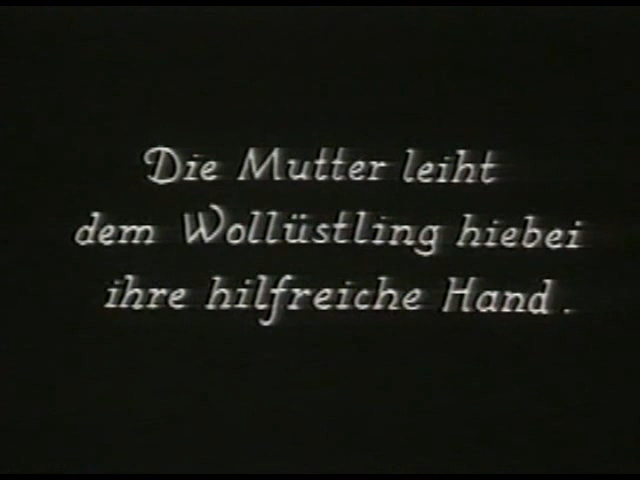 Die Mutter leiht
dem Wollüstling hiebei
ihre hilfreiche Hand.